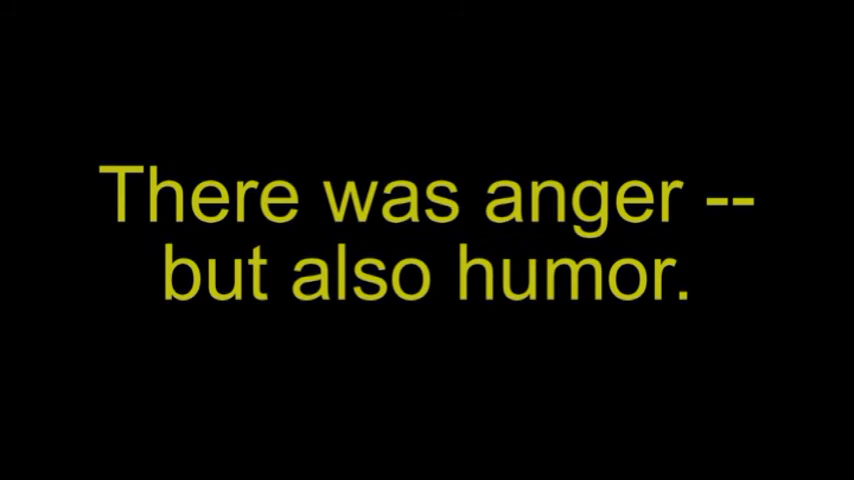 There was anger --
but also humor.